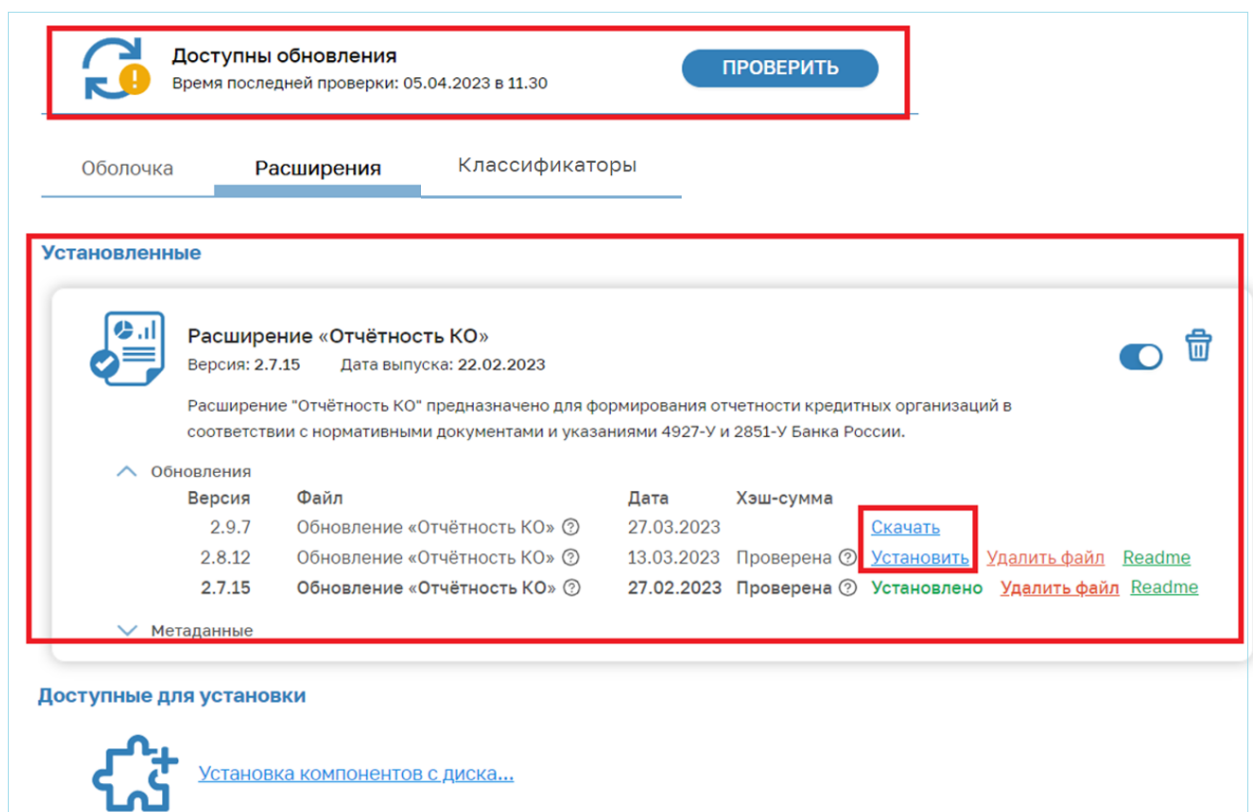 Доступны обновления
Время последней проверки: 05.04.2023 в 11.30
ПРОВЕРИТЬ
Оболочка Расширения Классификаторы
Установленные
Расширение «Отчётность КО»
Версия: 2.7.15 Дата выпуска: 22.02.2023
Расширение "Отчётность КО" предназначено для формирования отчетности кредитных организаций в
соответствии с нормативными документами и указаниями 4927-У и 2851-У Банка России.
Обновления
Версия Файл Дата Хэш-сумма
2.9.7 Обновление «Отчётность КО» ? 27.03.2023 Скачать
2.8.12 Обновление «Отчётность КО» ? 13.03.2023 Проверена ? Установить Удалить файл Readme
2.7.15 Обновление «Отчётность КО» ? 27.02.2023 Проверена ? Установлено Удалить файл Readme
Метаданные
Доступные для установки
Установка компонентов с диска...